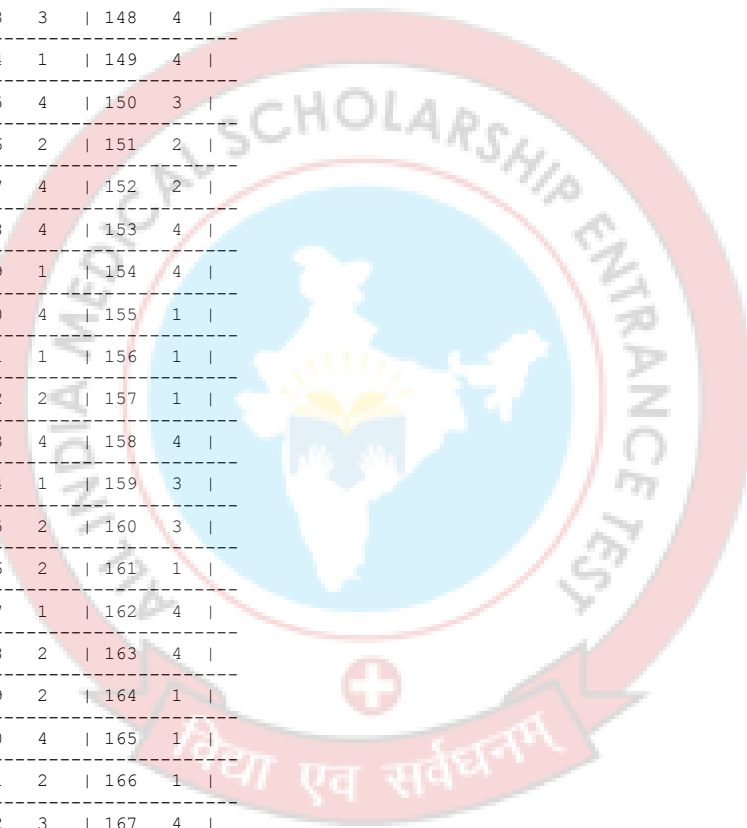 3 | 148 4 |
1 | 149 4 |
4 | 150 3 |
2 | 151 2 |
4 | 152 2 |
4 | 153 4 |
1 | 154 4 |
4 | 155 1 |
1 | 156 1 |
2 | 157 1 |
4 | 158 4 |
1 | 159 3 |
2 | 160 3 |
2 | 161 1 |
1 | 162 4 |
2 | 163 4 |
2 | 164 1 |
4 | 165 1 |
2 | 166 1 |
3 | 167 4 |
ALL INDIA MEDICAL SCHOLARSHIP ENTRANCE TEST
विद्या एव सर्वधनम्